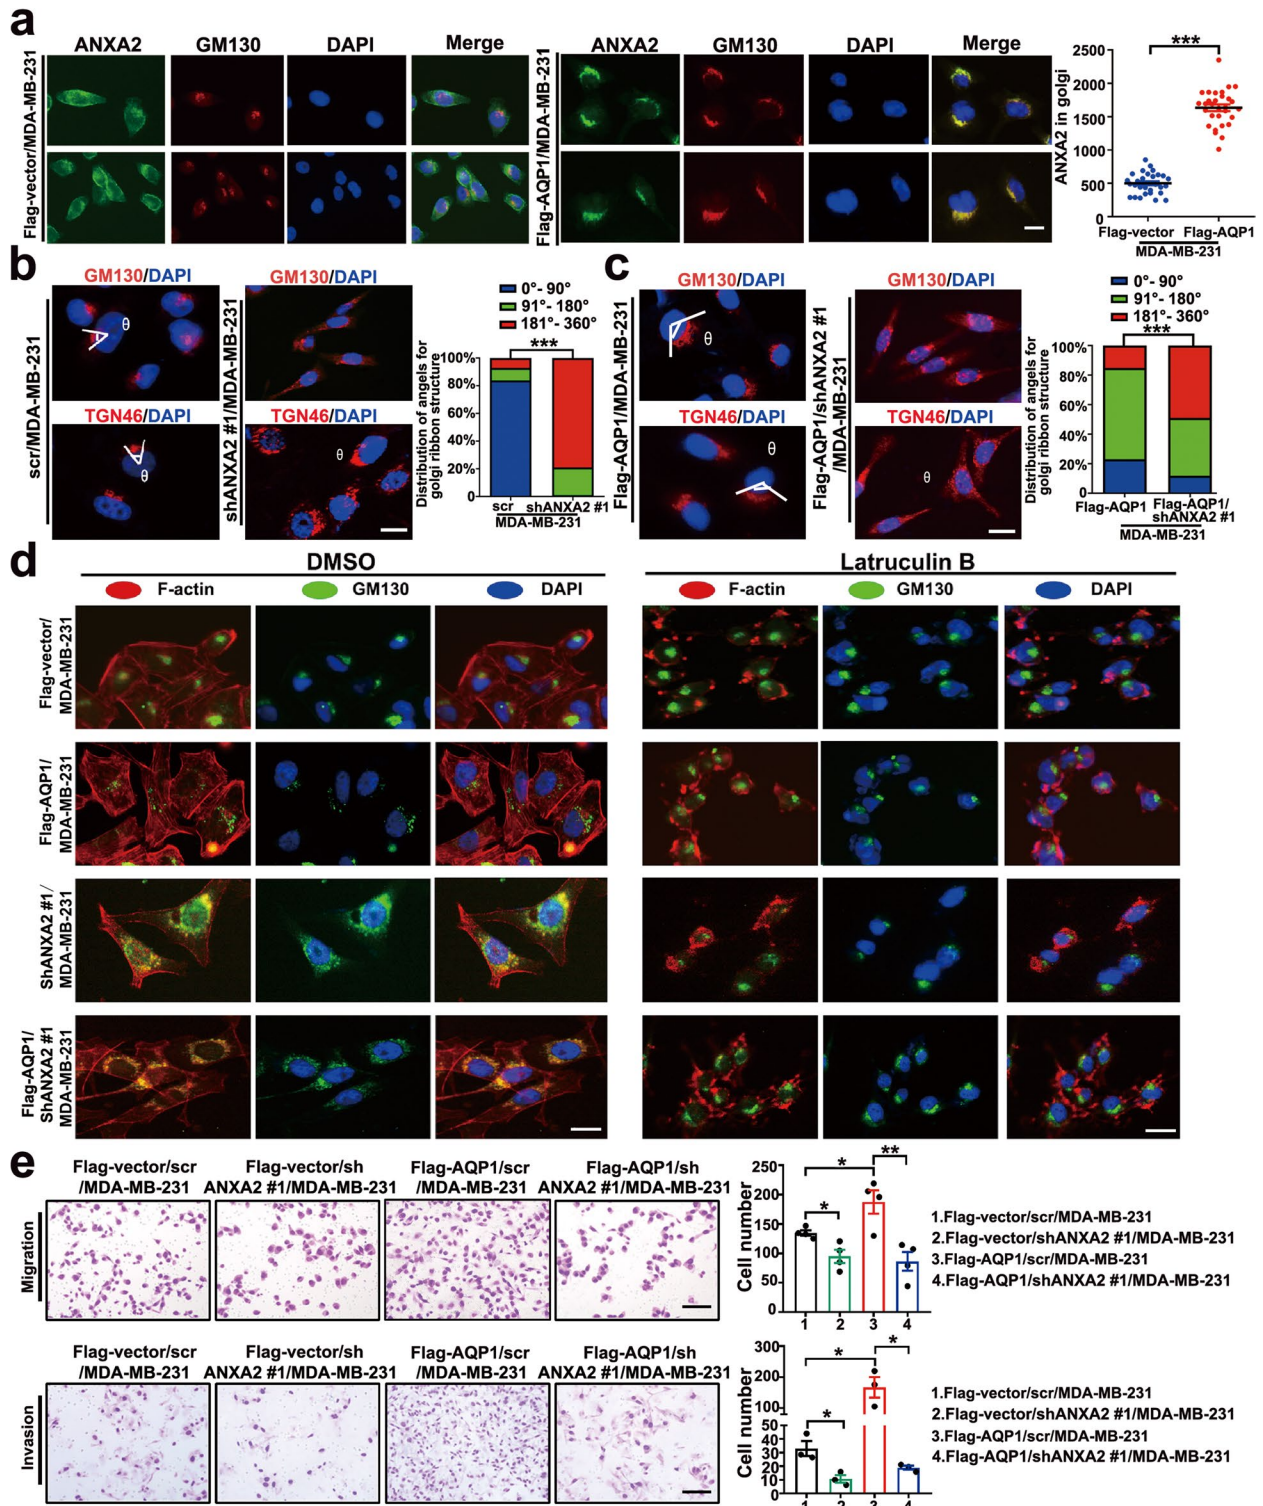 a
ANXA2 GM130 DAPI Merge
Flag-vector/MDA-MB-231
ANXA2 GM130 DAPI Merge
Flag-AQP1/MDA-MB-231
ANXA2 in golgi
2500
2000
1500
1000
500
0
***
Flag-vector Flag-AQP1
MDA-MB-231
b
scr/MDA-MB-231
GM130/DAPI
θ
TGN46/DAPI
θ
shANXA2 #1/MDA-MB-231
GM130/DAPI
TGN46/DAPI
θ
0°- 90°
91°- 180°
181°- 360°
***
Distribution of angels for
golgi ribbon structure
100%
80%
60%
40%
20%
0
scr shANXA2 #1
MDA-MB-231
c
Flag-AQP1/MDA-MB-231
GM130/DAPI
θ
TGN46/DAPI
θ
Flag-AQP1/shANXA2 #1
/MDA-MB-231
GM130/DAPI
TGN46/DAPI
θ
0°- 90°
91°- 180°
181°- 360°
***
Distribution of angels for
golgi ribbon structure
100%
80%
60%
40%
20%
0
Flag-AQP1 Flag-AQP1/
shANXA2 #1
MDA-MB-231
d
DMSO
F-actin GM130 DAPI
Latruculin B
F-actin GM130 DAPI
Flag-vector/
MDA-MB-231
Flag-AQP1/
MDA-MB-231
ShANXA2 #1/
MDA-MB-231
Flag-AQP1/
ShANXA2 #1
MDA-MB-231
e
Migration
Flag-vector/scr
/MDA-MB-231
Flag-vector/sh
ANXA2 #1/MDA-MB-231
Flag-AQP1/scr
/MDA-MB-231
Flag-AQP1/sh
ANXA2 #1/MDA-MB-231
Cell number
250
200
150
100
50
0
*
*
**
1 2 3 4
1.Flag-vector/scr/MDA-MB-231
2.Flag-vector/shANXA2 #1/MDA-MB-231
3.Flag-AQP1/scr/MDA-MB-231
4.Flag-AQP1/shANXA2 #1/MDA-MB-231
Invasion
Flag-vector/scr
/MDA-MB-231
Flag-vector/sh
ANXA2 #1/MDA-MB-231
Flag-AQP1/scr
/MDA-MB-231
Flag-AQP1/sh
ANXA2 #1/MDA-MB-231
Cell number
300
200
100
50
40
30
20
10
0
*
*
*
1 2 3 4
1.Flag-vector/scr/MDA-MB-231
2.Flag-vector/shANXA2 #1/MDA-MB-231
3.Flag-AQP1/scr/MDA-MB-231
4.Flag-AQP1/shANXA2 #1/MDA-MB-231